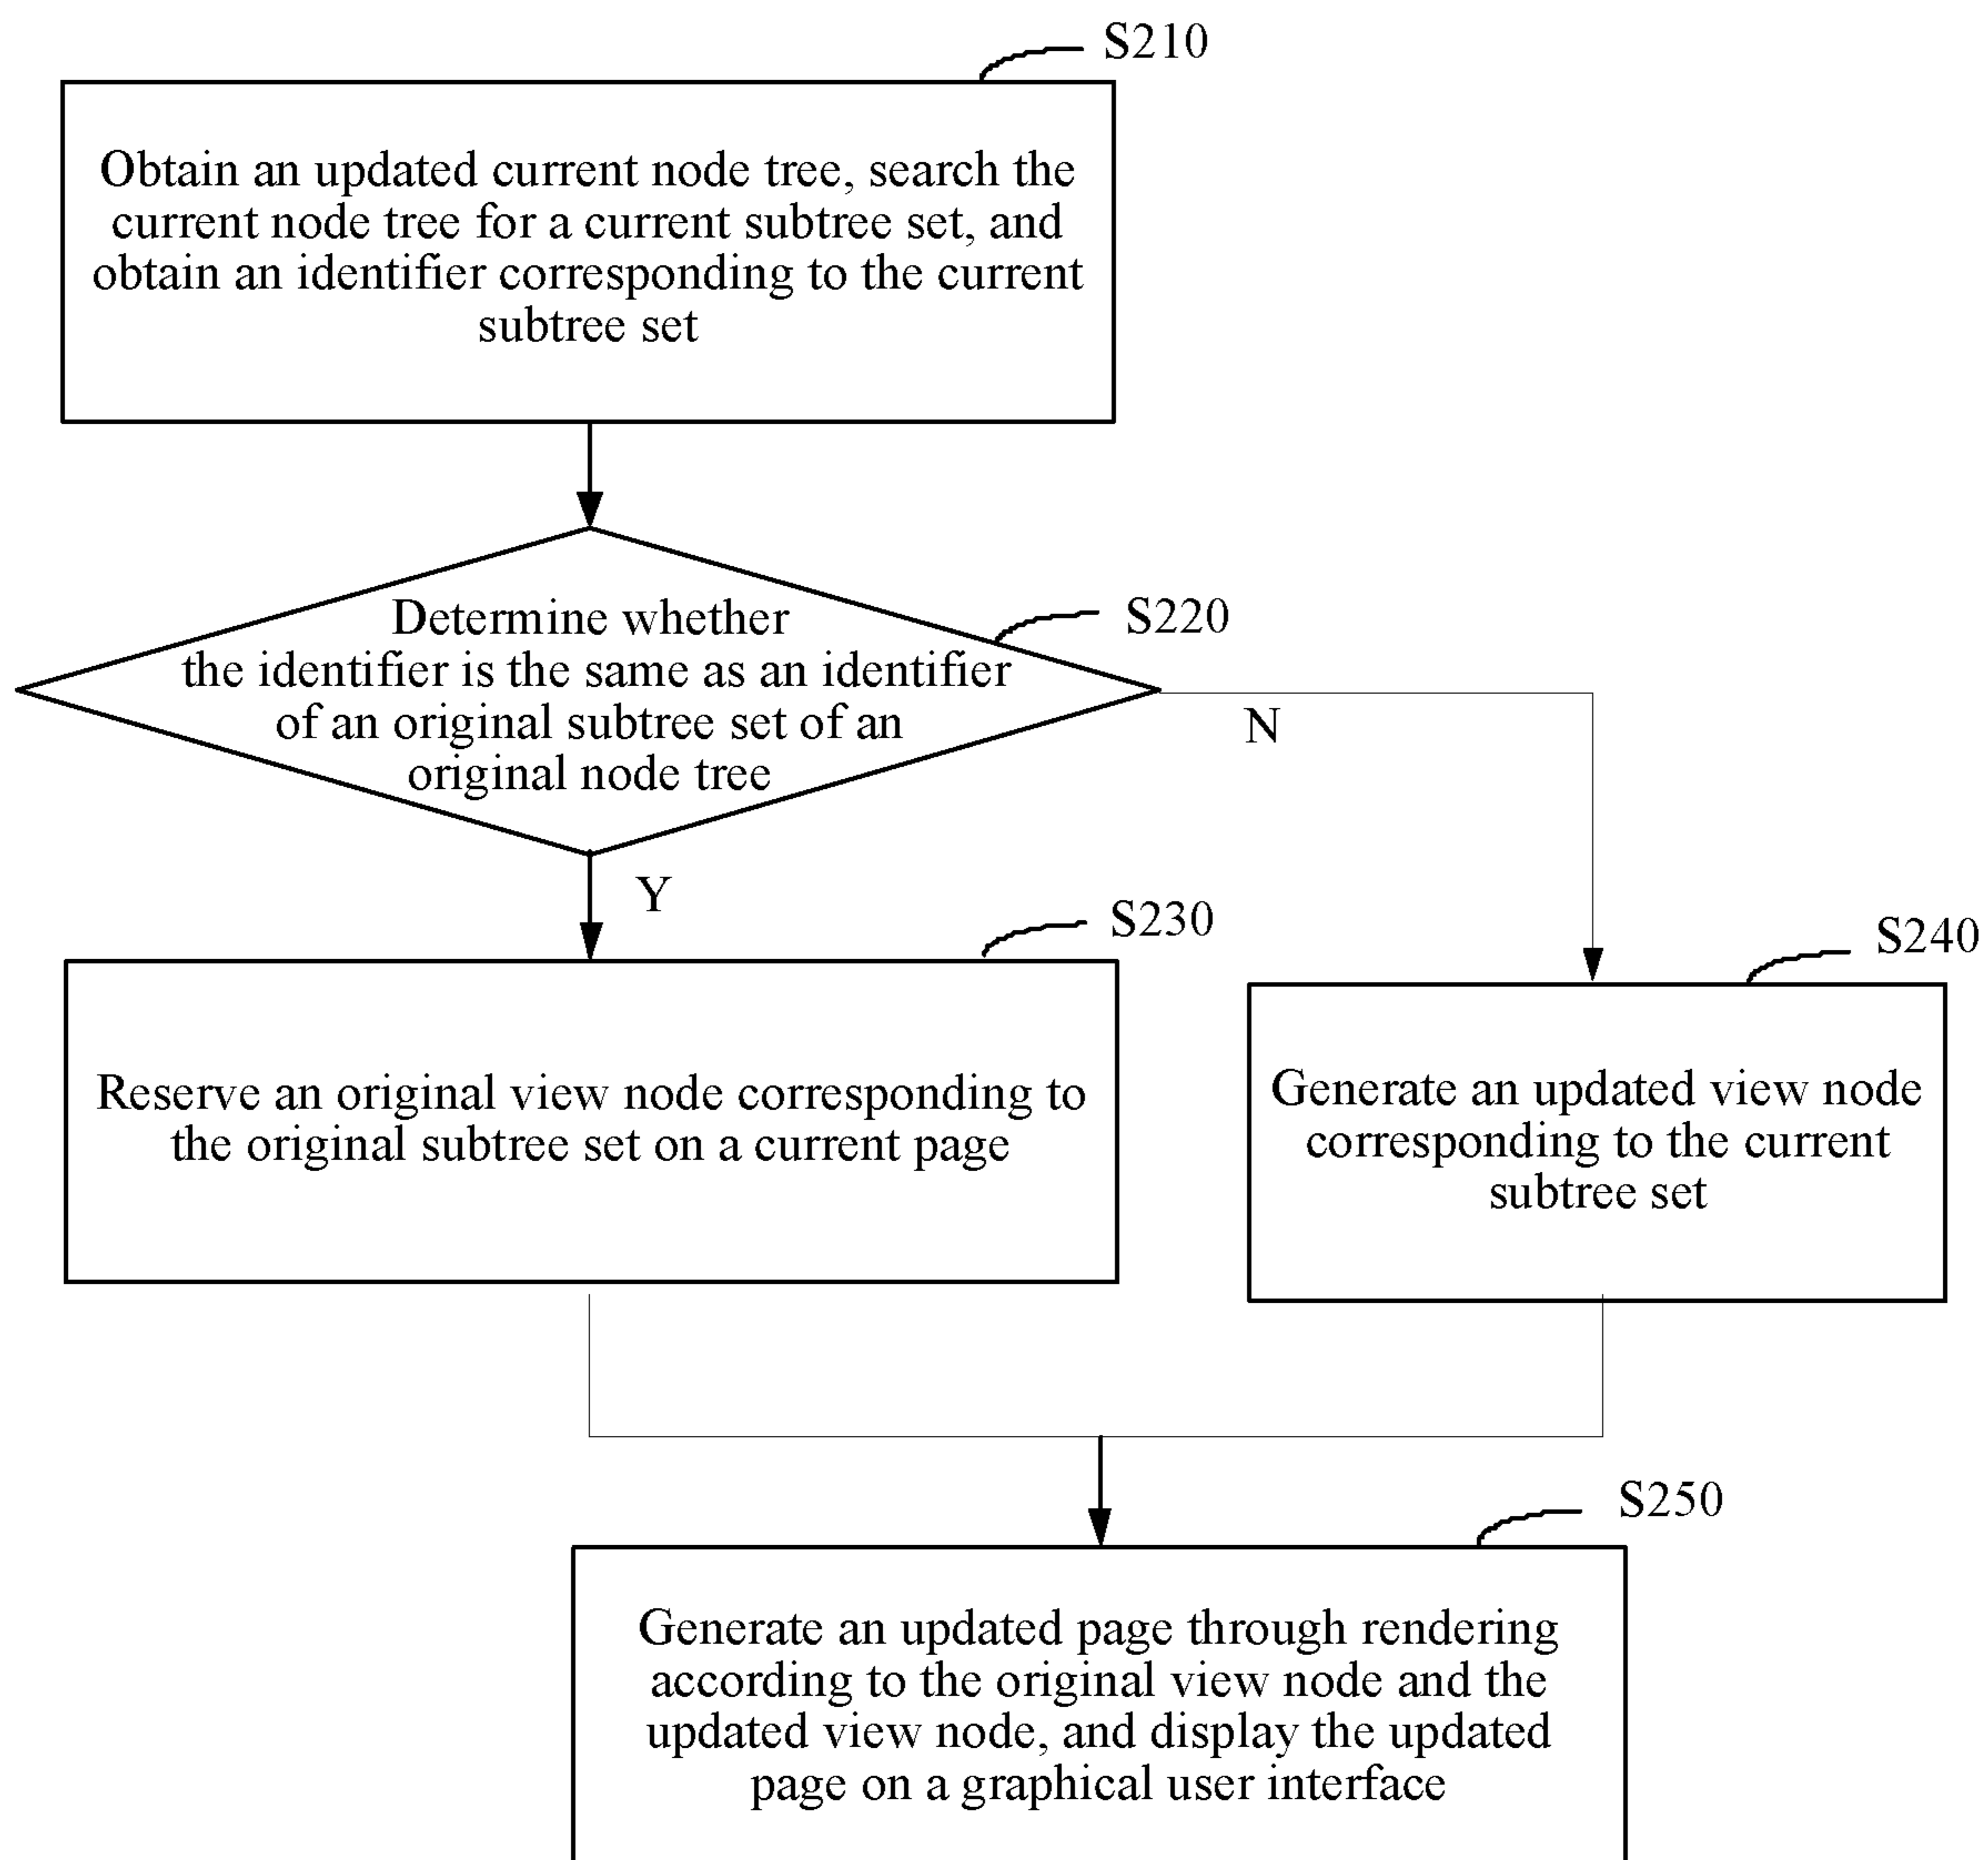 S210
Obtain an updated current node tree, search the
current node tree for a current subtree set, and
obtain an identifier corresponding to the current
subtree set
S220
Determine whether
the identifier is the same as an identifier
of an original subtree set of an
original node tree
N
Y
S230
Reserve an original view node corresponding to
the original subtree set on a current page
S240
Generate an updated view node
corresponding to the current
subtree set
S250
Generate an updated page through rendering
according to the original view node and the
updated view node, and display the updated
page on a graphical user interface